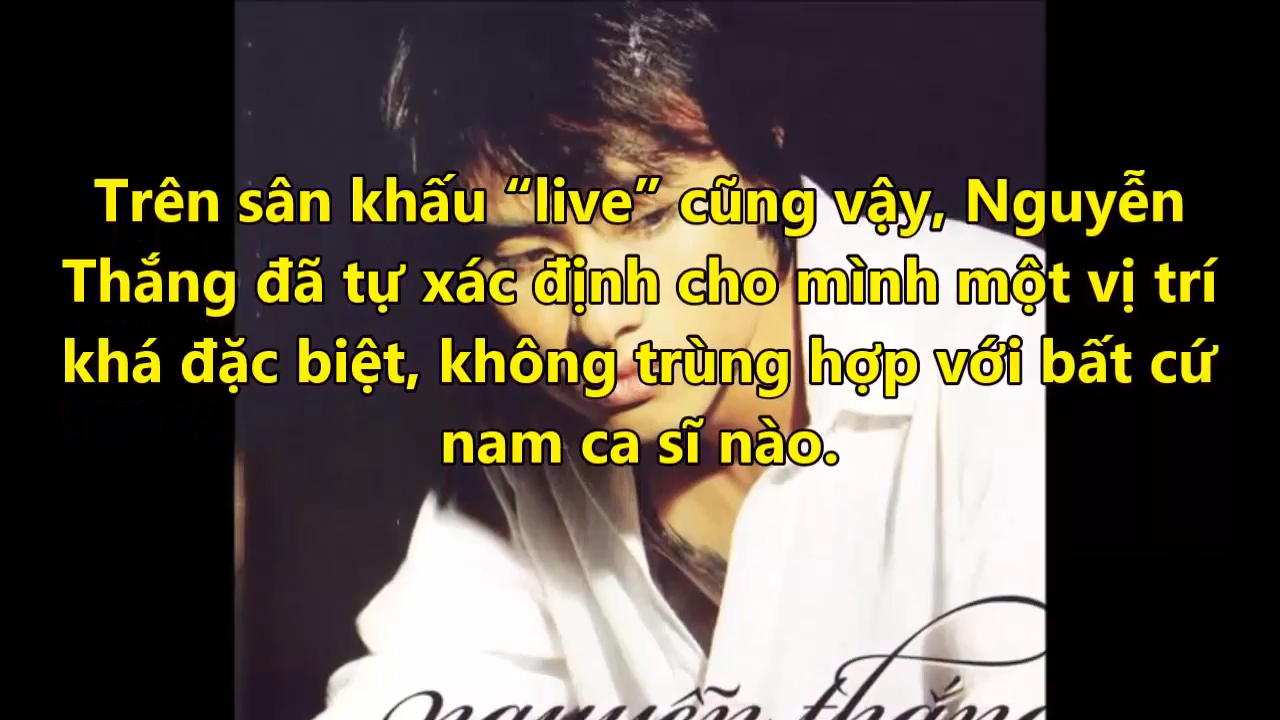 Trên sân khấu “live” cũng vậy, Nguyễn
Thắng đã tự xác định cho mình một vị trí
khá đặc biệt, không trùng hợp với bất cứ
nam ca sĩ nào.
nguyễn thắng